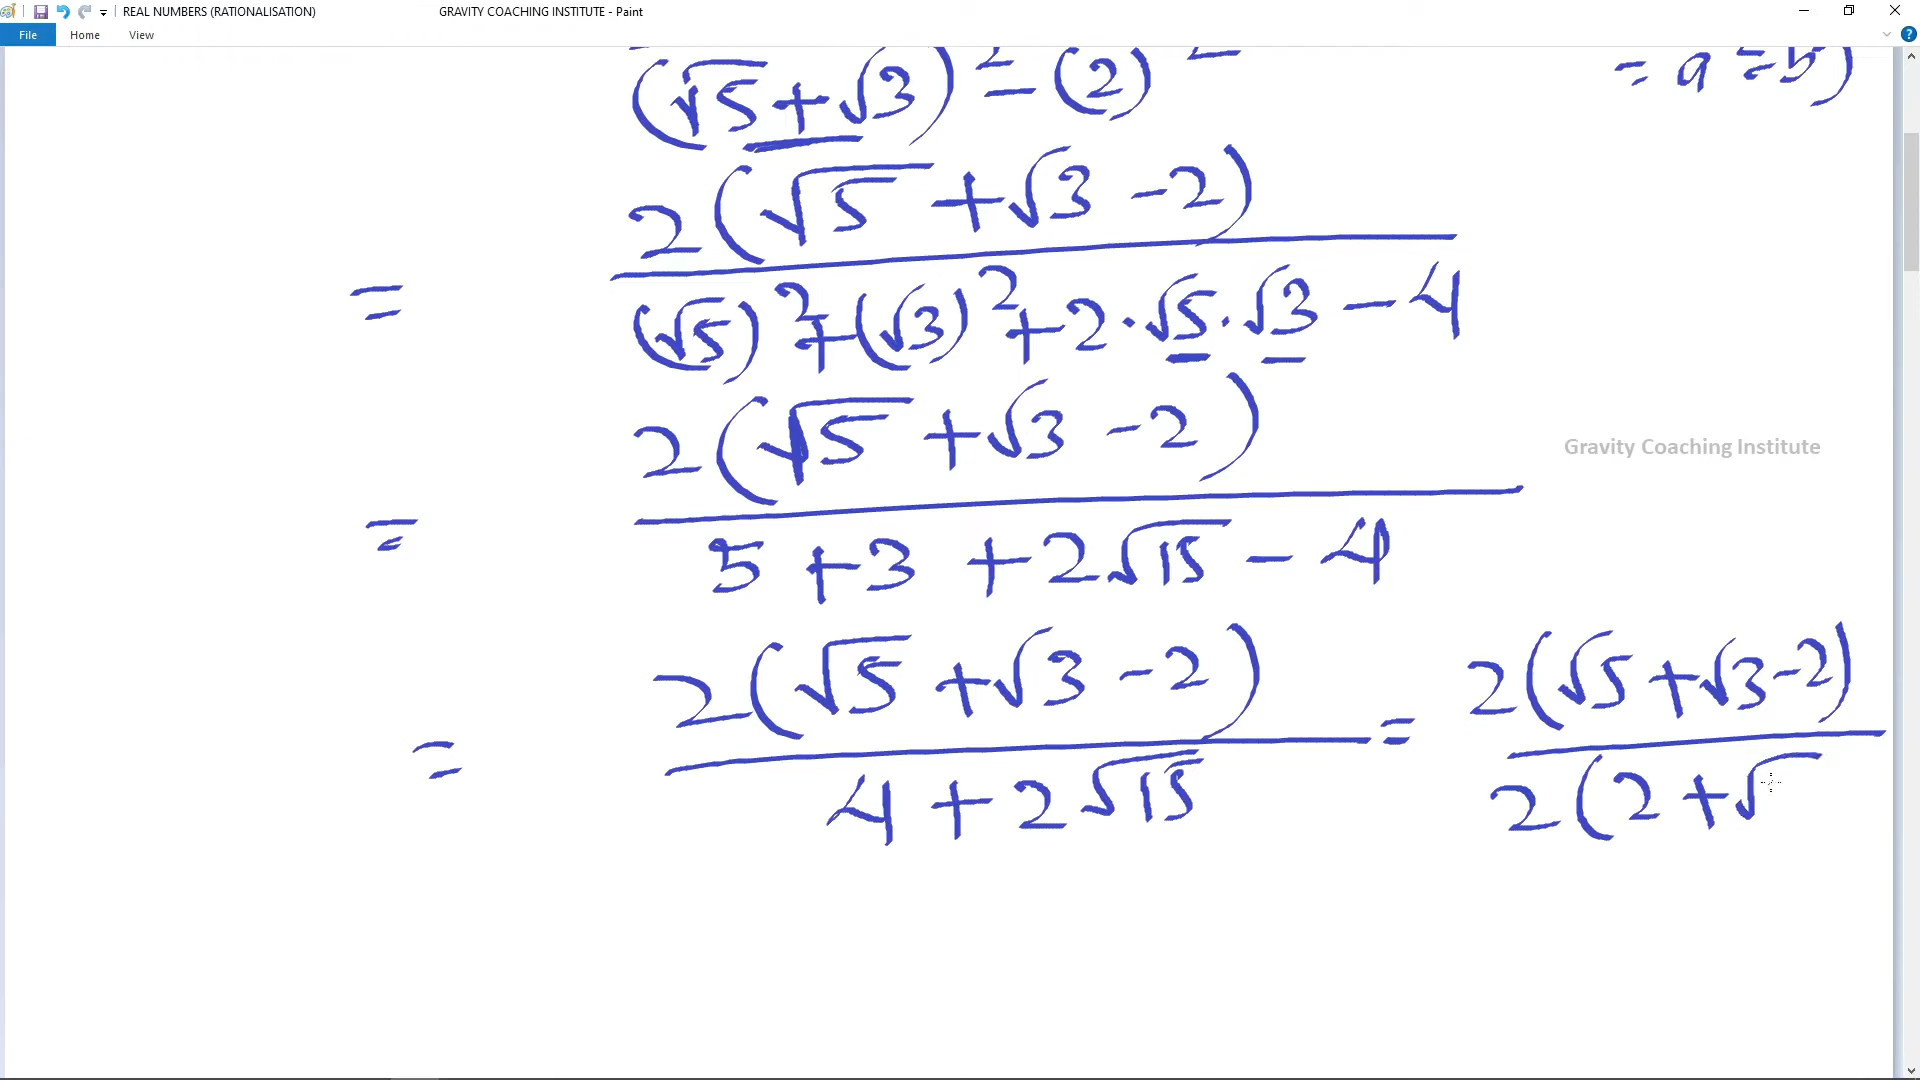 REAL NUMBERS (RATIONALISATION) GRAVITY COACHING INSTITUTE - Paint
File Home View
(√5+√3)² - (2)² = a² - b²)
2(√5 +√3 -2)
= (√5)²+(√3)²+2·√5·√3 -4
2(√5 +√3 -2)
Gravity Coaching Institute
= 5 +3 +2√15 - 4
2(√5 +√3 -2) 2(√5 +√3-2)
= =
4 +2√15 2(2+√